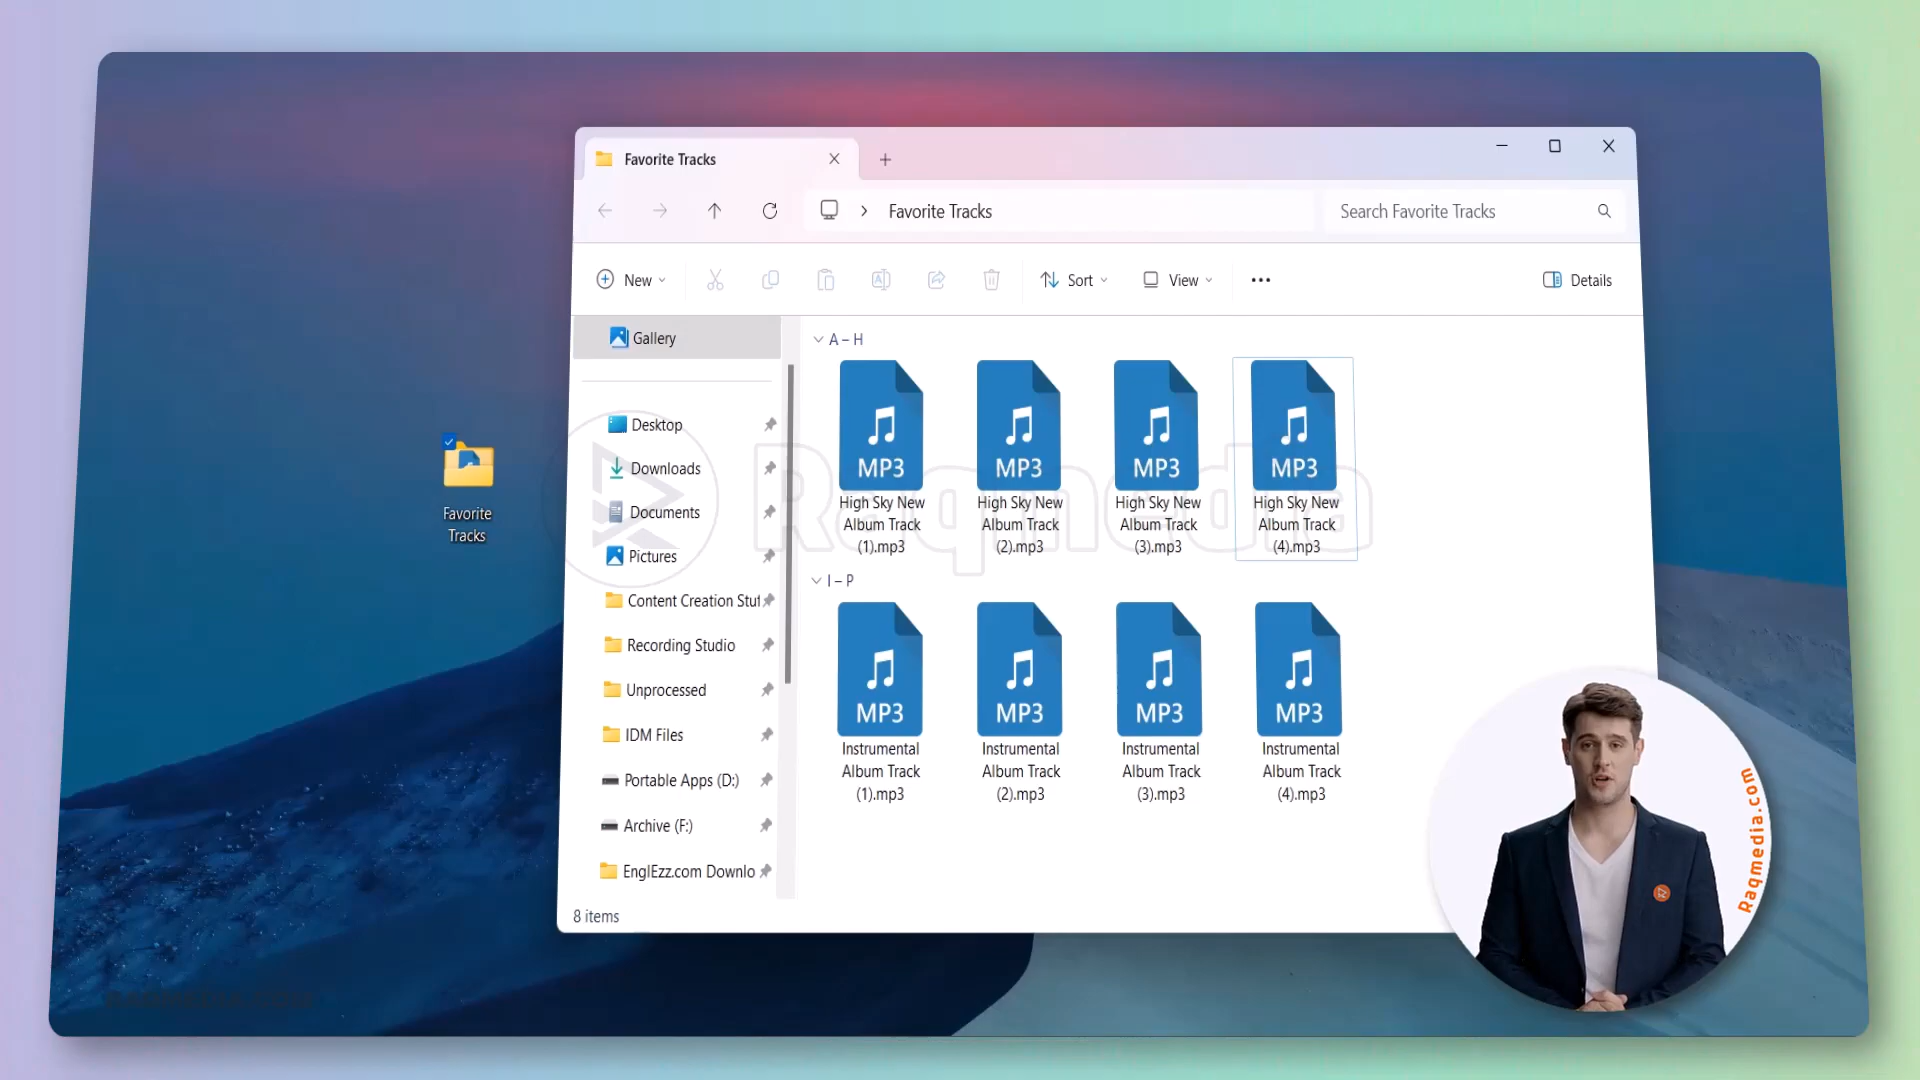 Favorite Tracks
Favorite Tracks
Search Favorite Tracks
New
Sort
View
Details
Gallery
Desktop
Downloads
Documents
Pictures
Content Creation Stuf
Recording Studio
Unprocessed
IDM Files
Portable Apps (D:)
Archive (F:)
EnglEzz.com Downlo
8 items
A – H
MP3
MP3
MP3
MP3
High Sky New
Album Track
(1).mp3
High Sky New
Album Track
(2).mp3
High Sky New
Album Track
(3).mp3
High Sky New
Album Track
(4).mp3
I – P
MP3
MP3
MP3
MP3
Instrumental
Album Track
(1).mp3
Instrumental
Album Track
(2).mp3
Instrumental
Album Track
(3).mp3
Instrumental
Album Track
(4).mp3
Favorite
Tracks
Raqmedia
Raqmedia.com
RAQMEDIA.COM